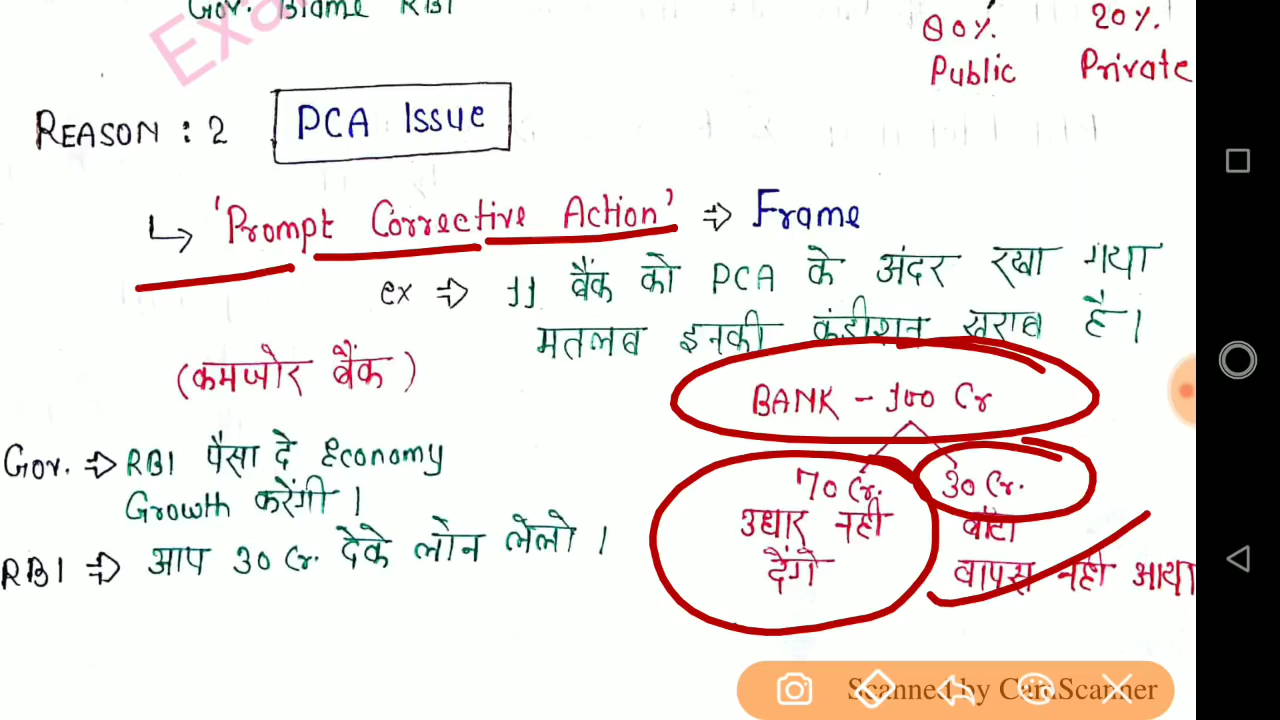 Gov. Blame RBI
Exa
80%. 20%.
Public Private
REASON : 2 PCA Issue
↳ 'Prompt Corrective Action' ⇒ Frame
ex ⇒ 11 बैंक को PCA के अंदर रखा गया
मतलब इनकी कंडीशन खराब है।
(कमजोर बैंक)
BANK - 100 Cr
Gov. ⇒ RBI पैसा दे Economy
Growth करेंगी।
RBI ⇒ आप 30 Cr. देके लोन लेलो।
70 Cr. 30 Cr.
उधार नही बांटा
देंगे वापस नही आया
Scanned by CamScanner